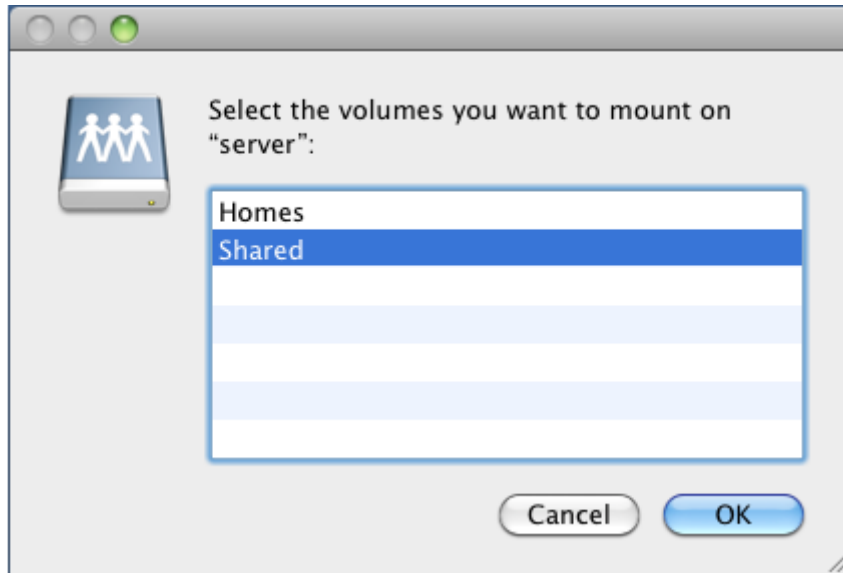 Select the volumes you want to mount on
“server”:
Homes
Shared
Cancel
OK